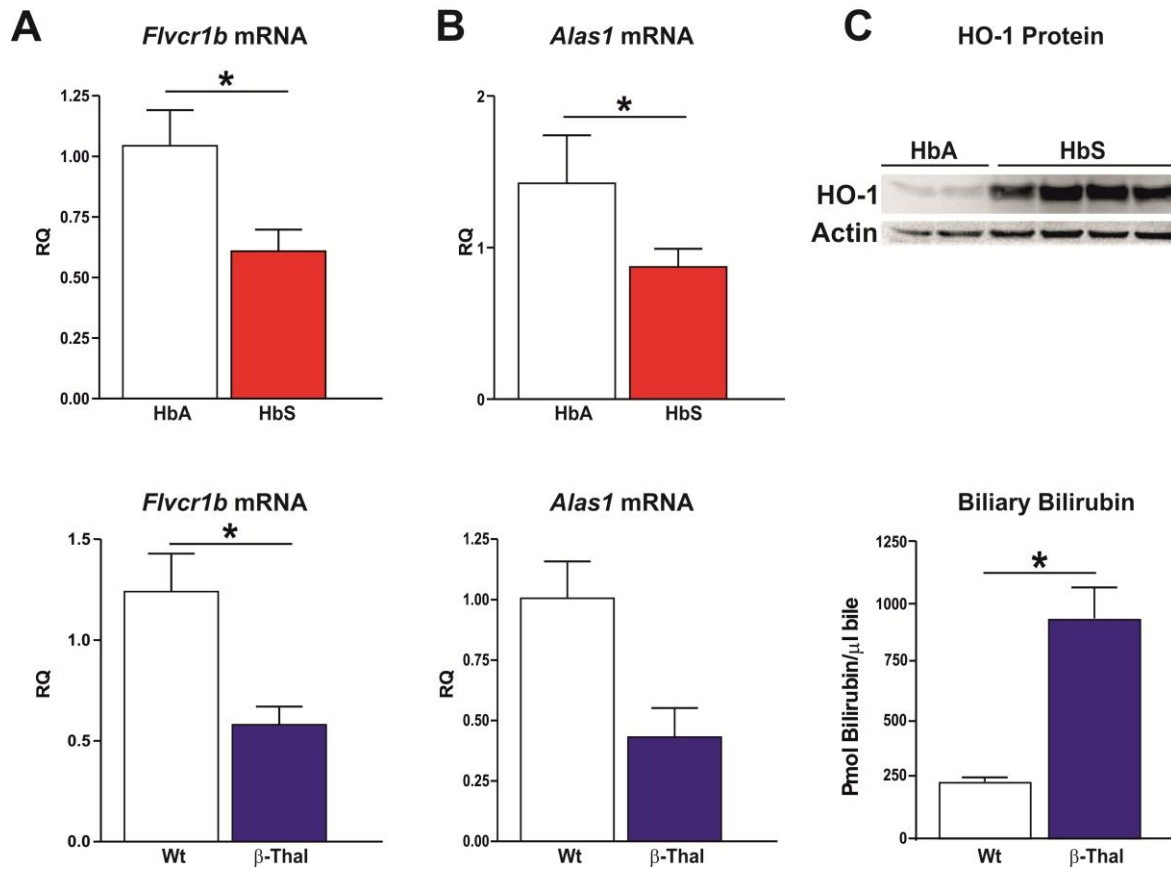 A
Flvcr1b mRNA
*
1.25
1.00
0.75
0.50
0.25
0.00
RQ
HbA HbS
B
Alas1 mRNA
*
2
1
0
RQ
HbA HbS
C
HO-1 Protein
HbA HbS
HO-1
Actin
Flvcr1b mRNA
*
1.5
1.0
0.5
0.0
RQ
Wt β-Thal
Alas1 mRNA
1.25
1.00
0.75
0.50
0.25
0.00
RQ
Wt β-Thal
Biliary Bilirubin
*
1250
1000
750
500
250
0
Pmol Bilirubin/μl bile
Wt β-Thal